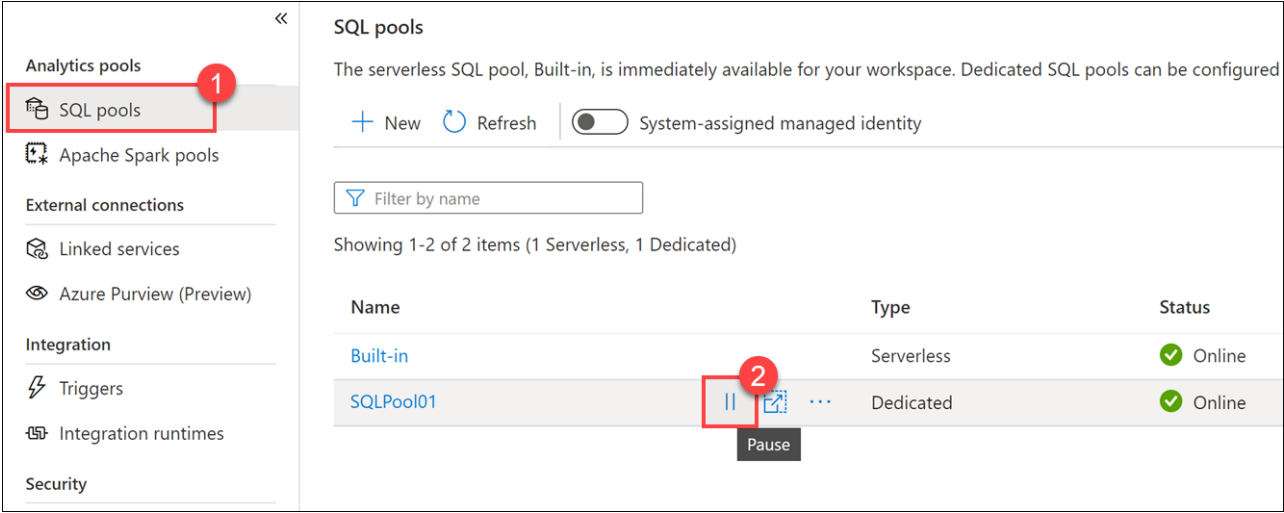 «
Analytics pools
1
SQL pools
Apache Spark pools
External connections
Linked services
Azure Purview (Preview)
Integration
Triggers
Integration runtimes
Security
SQL pools
The serverless SQL pool, Built-in, is immediately available for your workspace. Dedicated SQL pools can be configured
New Refresh System-assigned managed identity
Filter by name
Showing 1-2 of 2 items (1 Serverless, 1 Dedicated)
Name Type Status
Built-in Serverless Online
2
SQLPool01 ... Dedicated Online
Pause